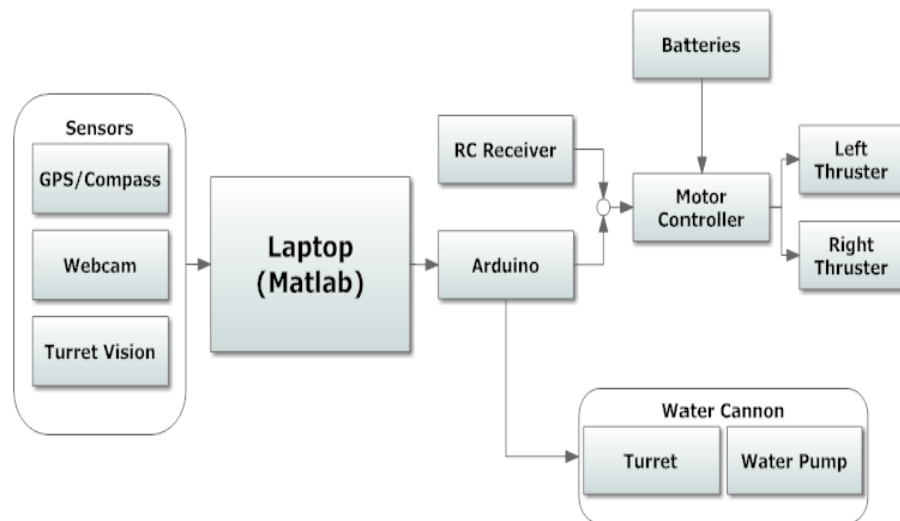 Sensors
GPS/Compass
Webcam
Turret Vision
Laptop
(Matlab)
RC Receiver
Arduino
Batteries
Motor
Controller
Left
Thruster
Right
Thruster
Water Cannon
Turret
Water Pump